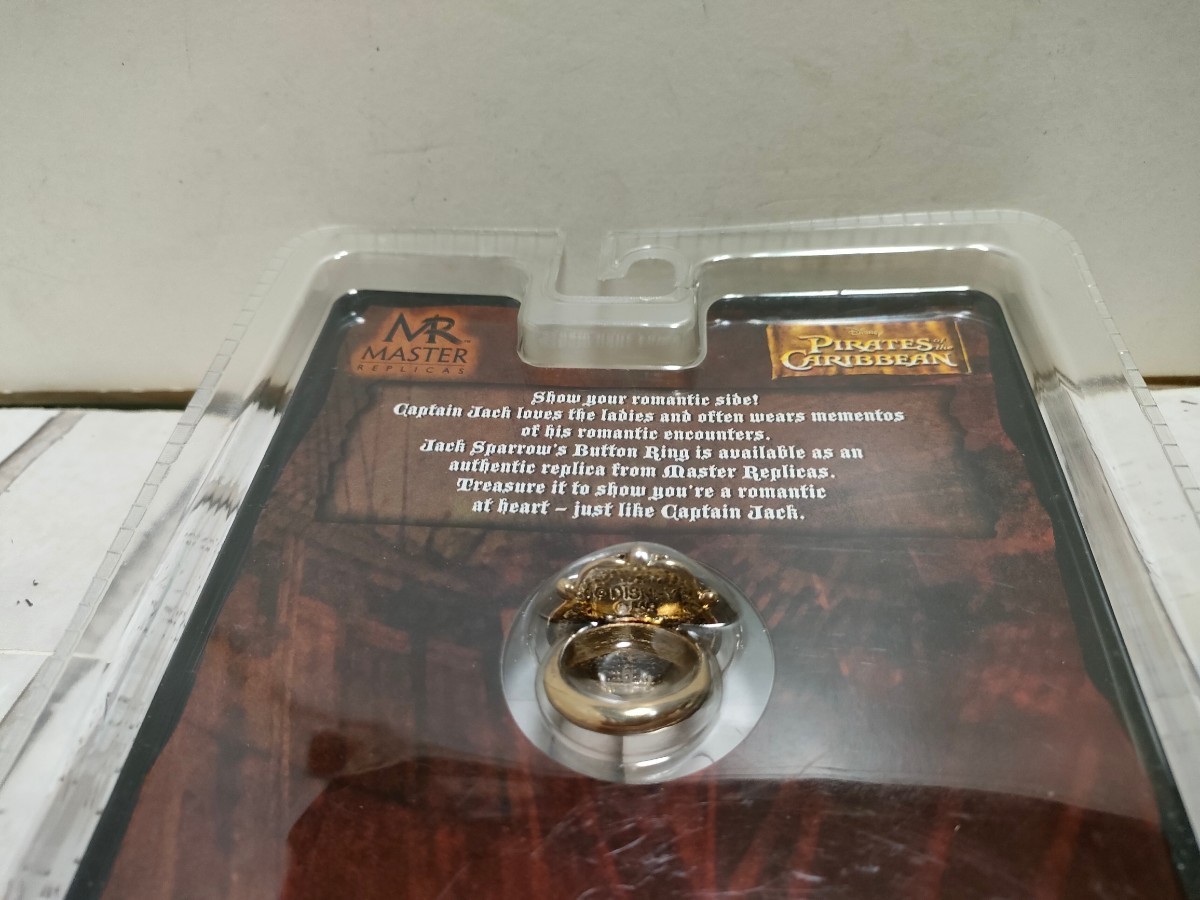 MR
MASTER
REPLICAS
Disney
PIRATES of the
CARIBBEAN
Show your romantic side!
Captain Jack loves the ladies and often wears mementos
of his romantic encounters.
Jack Sparrow's Button Ring is available as an
authentic replica from Master Replicas.
Treasure it to show you're a romantic
at heart – just like Captain Jack.
©DISNEY